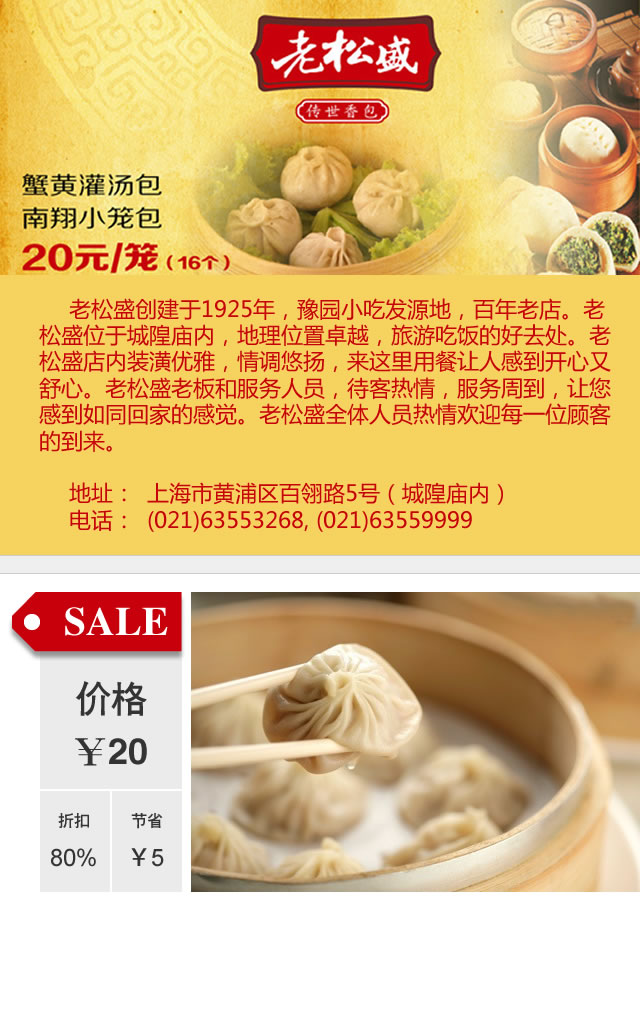 老松盛
传世香包
蟹黄灌汤包
南翔小笼包
20元/笼(16个)
老松盛创建于1925年，豫园小吃发源地，百年老店。老
松盛位于城隍庙内，地理位置卓越，旅游吃饭的好去处。老
松盛店内装潢优雅，情调悠扬，来这里用餐让人感到开心又
舒心。老松盛老板和服务人员，待客热情，服务周到，让您
感到如同回家的感觉。老松盛全体人员热情欢迎每一位顾客
的到来。
地址： 上海市黄浦区百翎路5号（城隍庙内）
电话： (021)63553268, (021)63559999
SALE
价格
￥20
折扣 节省
80% ￥5